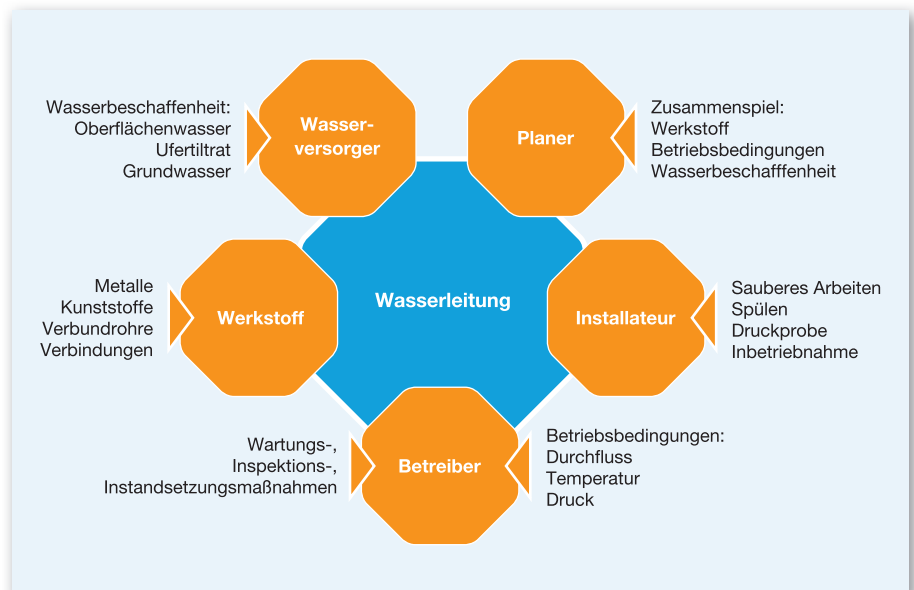 Wasserbeschaffenheit:
Oberflächenwasser
Ufertiltrat
Grundwasser
Wasser-
versorger
Planer
Zusammenspiel:
Werkstoff
Betriebsbedingungen
Wasserbeschafffenheit
Metalle
Kunststoffe
Verbundrohre
Verbindungen
Werkstoff
Wasserleitung
Installateur
Sauberes Arbeiten
Spülen
Druckprobe
Inbetriebnahme
Wartungs-,
Inspektions-,
Instandsetzungsmaßnahmen
Betreiber
Betriebsbedingungen:
Durchfluss
Temperatur
Druck